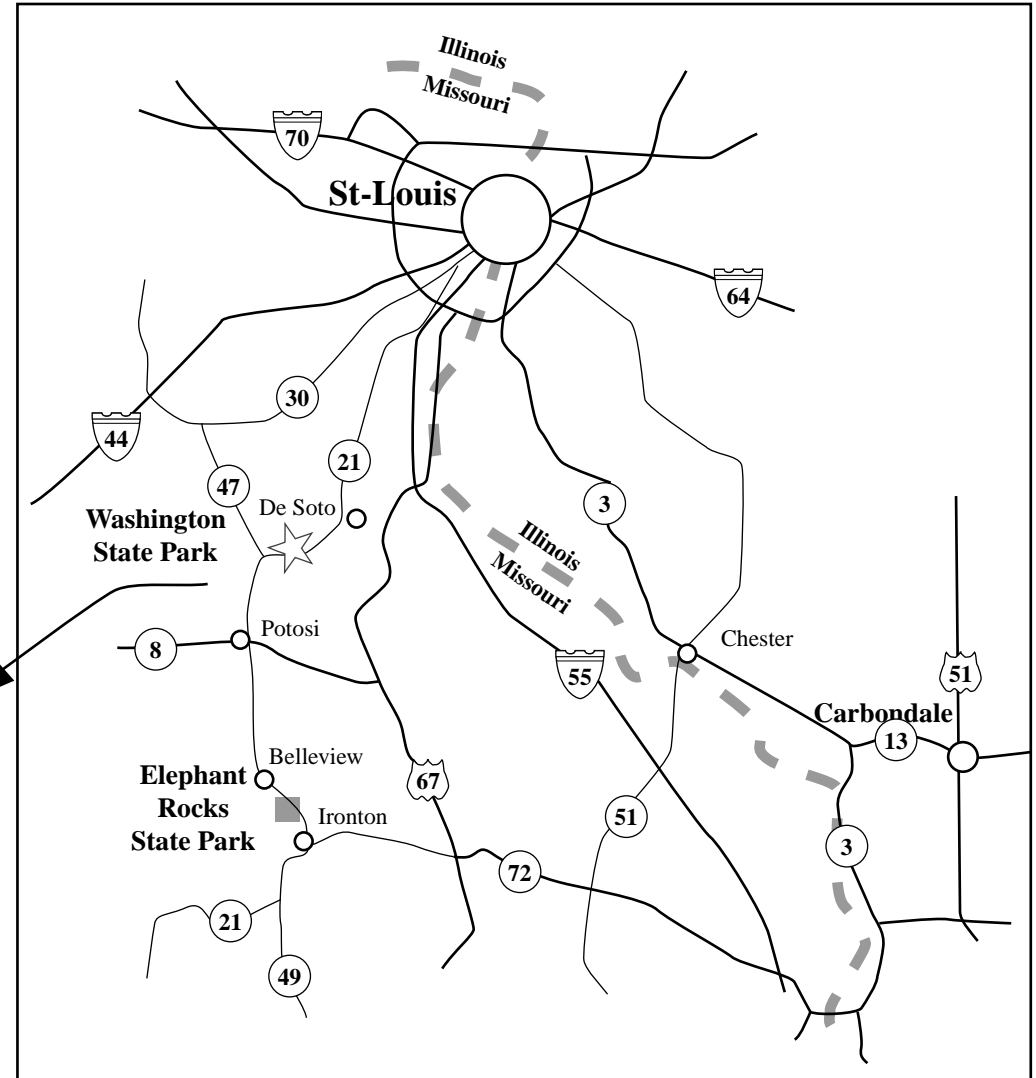 Illinois
Missouri
70
St-Louis
64
30
44
21
47
De Soto
3
Washington
State Park
Illinois
Missouri
Potosi
8
Chester
55
51
Carbondale
13
Belleview
Elephant
Rocks
State Park
67
Ironton
51
3
72
21
49